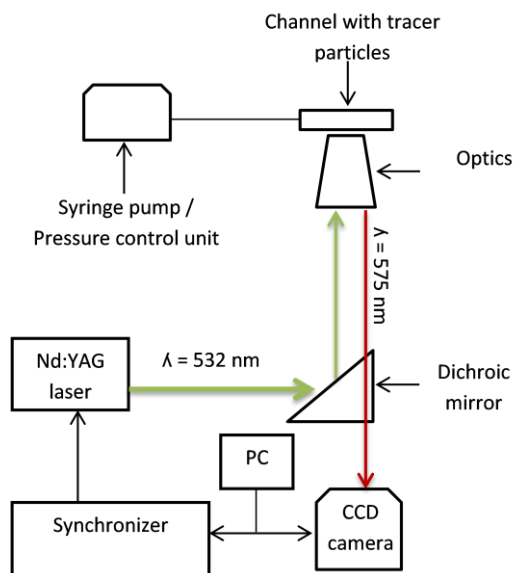 Channel with tracer
particles
Optics
Syringe pump /
Pressure control unit
ʎ = 575 nm
Nd:YAG
laser
ʎ = 532 nm
Dichroic
mirror
PC
Synchronizer
CCD
camera